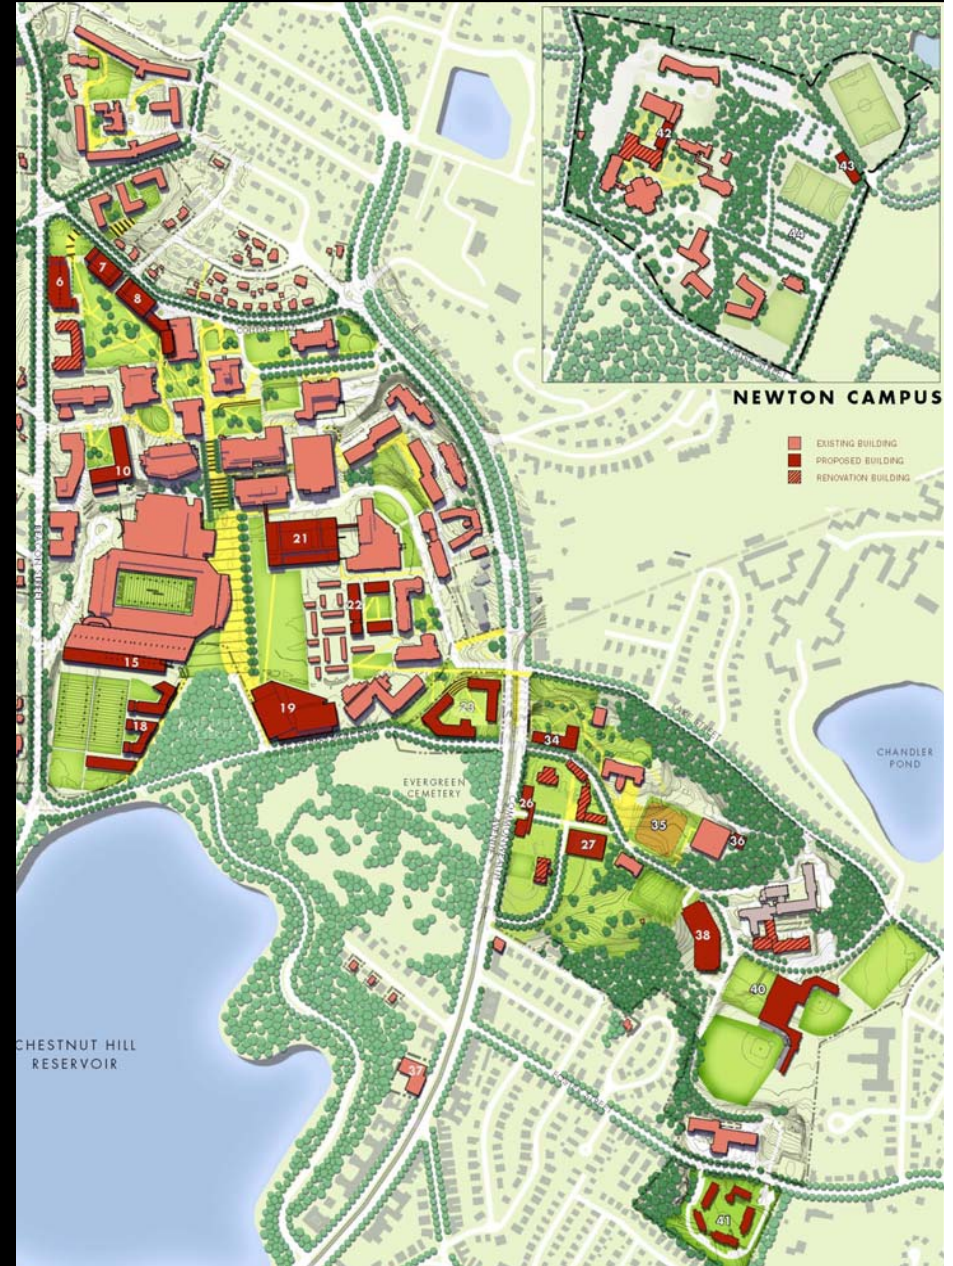 42
43
44
NEWTON CAMPUS
EXISTING BUILDING
PROPOSED BUILDING
RENOVATION BUILDING
6
7
8
10
21
22
15
18
19
23
34
EVERGREEN
CEMETERY
26
27
35
36
CHANDLER
POND
38
40
CHESTNUT HILL
RESERVOIR
37
41